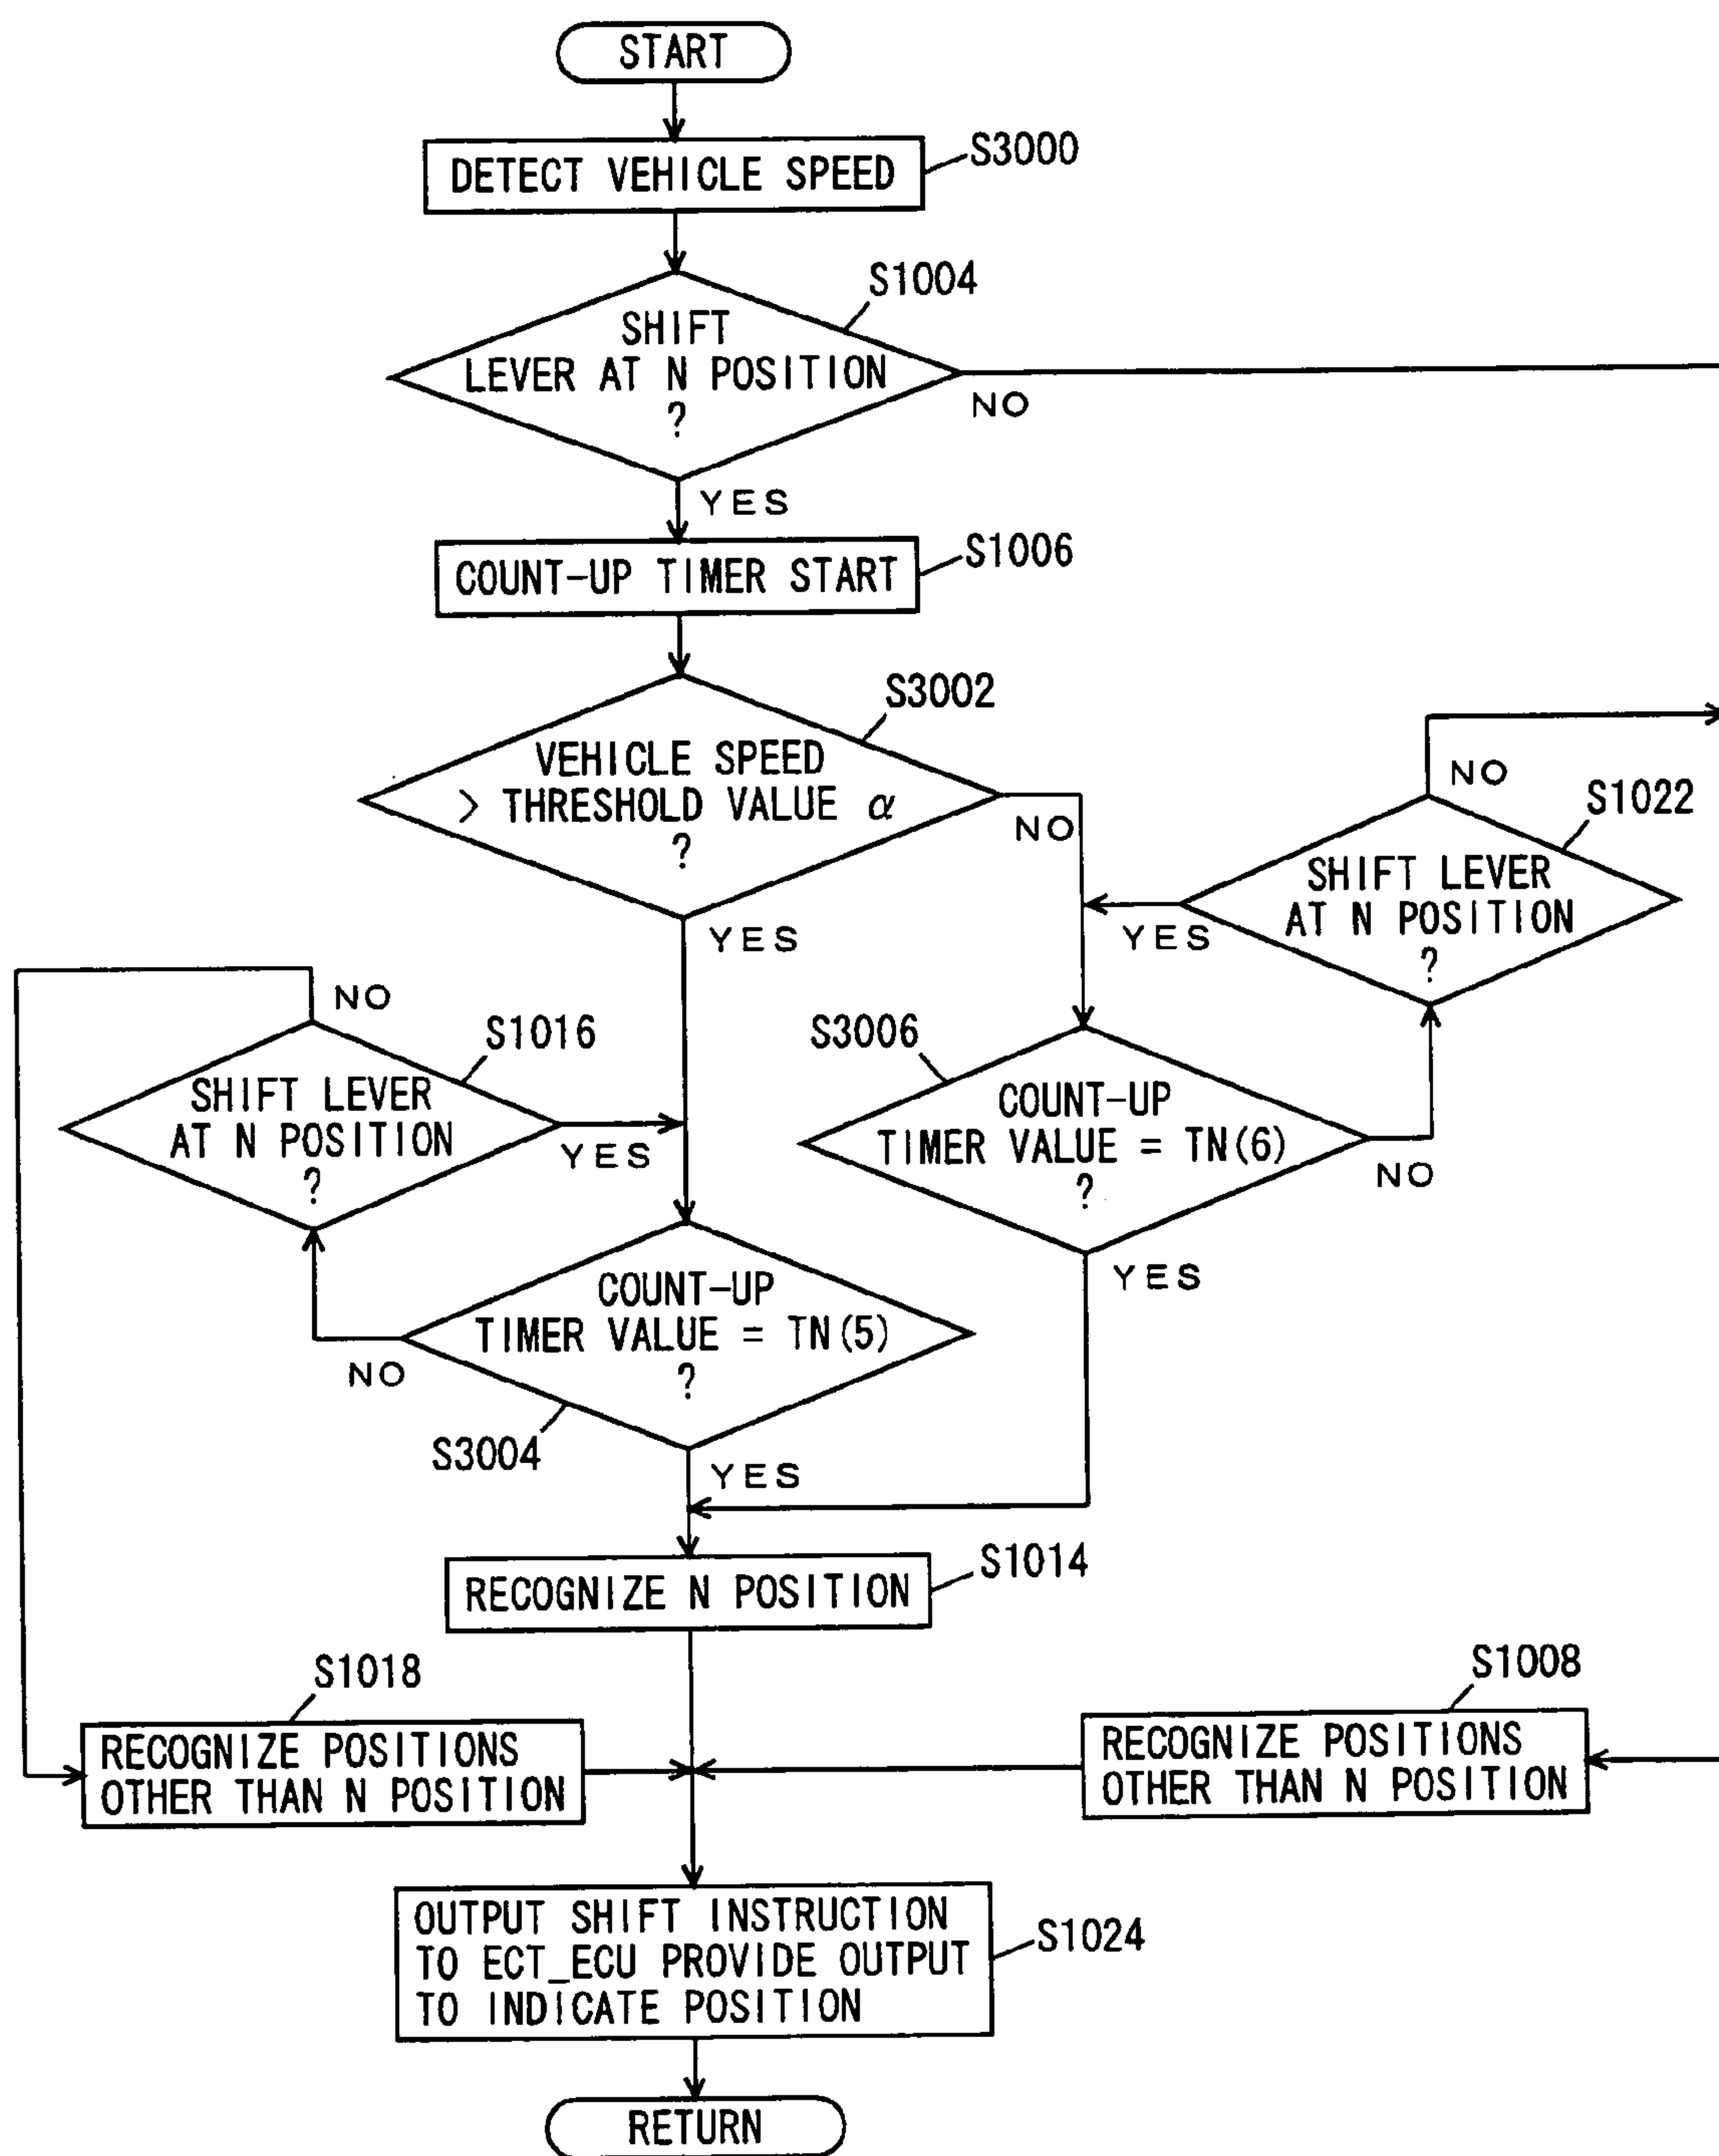 START
DETECT VEHICLE SPEED
S3000
S1004
SHIFT
LEVER AT N POSITION
?
NO
YES
COUNT-UP TIMER START
S1006
S3002
VEHICLE SPEED
> THRESHOLD VALUE α
?
NO
YES
NO
S1022
SHIFT LEVER
AT N POSITION
?
YES
NO
S1016
SHIFT LEVER
AT N POSITION
?
YES
S3006
COUNT-UP
TIMER VALUE = TN(6)
?
NO
YES
COUNT-UP
TIMER VALUE = TN(5)
?
NO
S3004
YES
RECOGNIZE N POSITION
S1014
S1018
RECOGNIZE POSITIONS
OTHER THAN N POSITION
S1008
RECOGNIZE POSITIONS
OTHER THAN N POSITION
OUTPUT SHIFT INSTRUCTION
TO ECT_ECU PROVIDE OUTPUT
TO INDICATE POSITION
S1024
RETURN